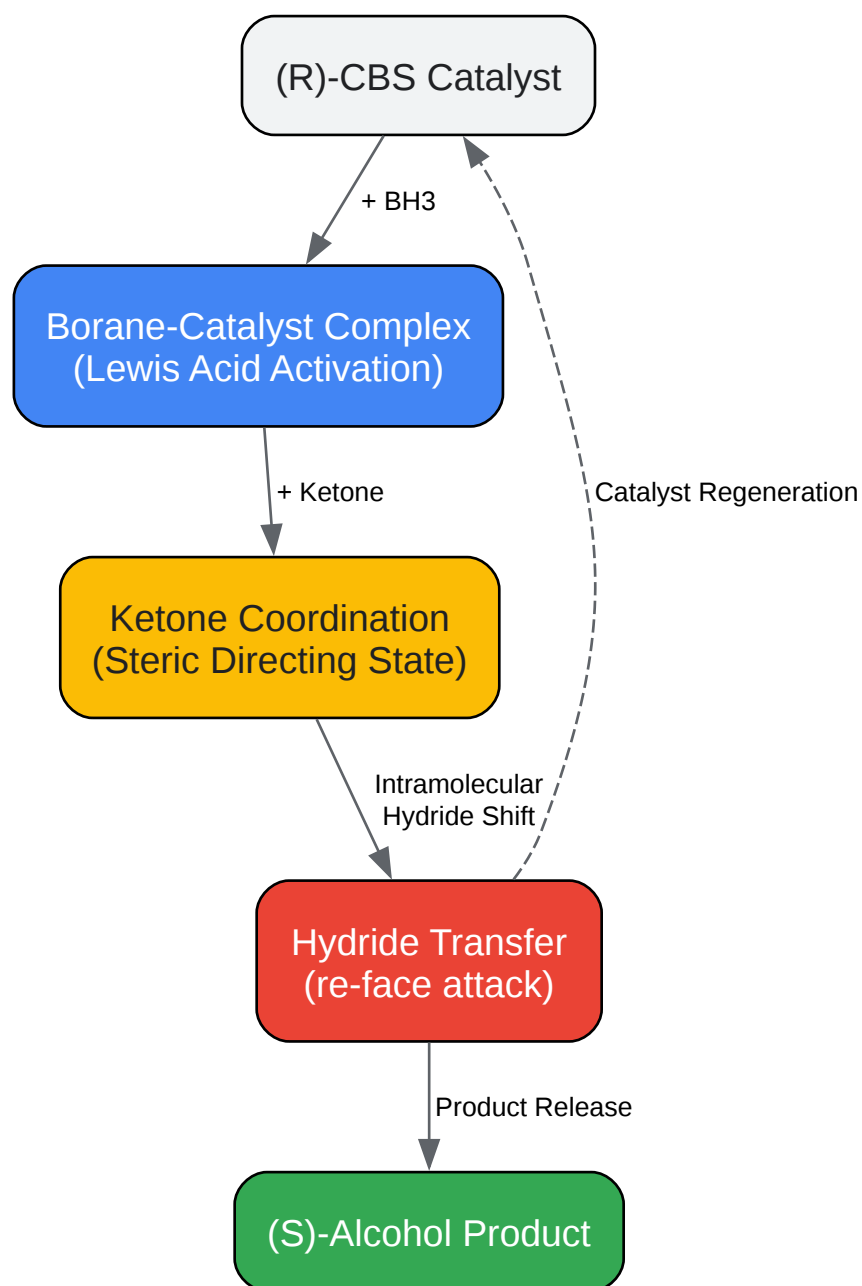 (R)-CBS Catalyst
+ BH3
Borane-Catalyst Complex
(Lewis Acid Activation)
+ Ketone
Catalyst Regeneration
Ketone Coordination
(Steric Directing State)
Intramolecular
Hydride Shift
Hydride Transfer
(re-face attack)
Product Release
(S)-Alcohol Product